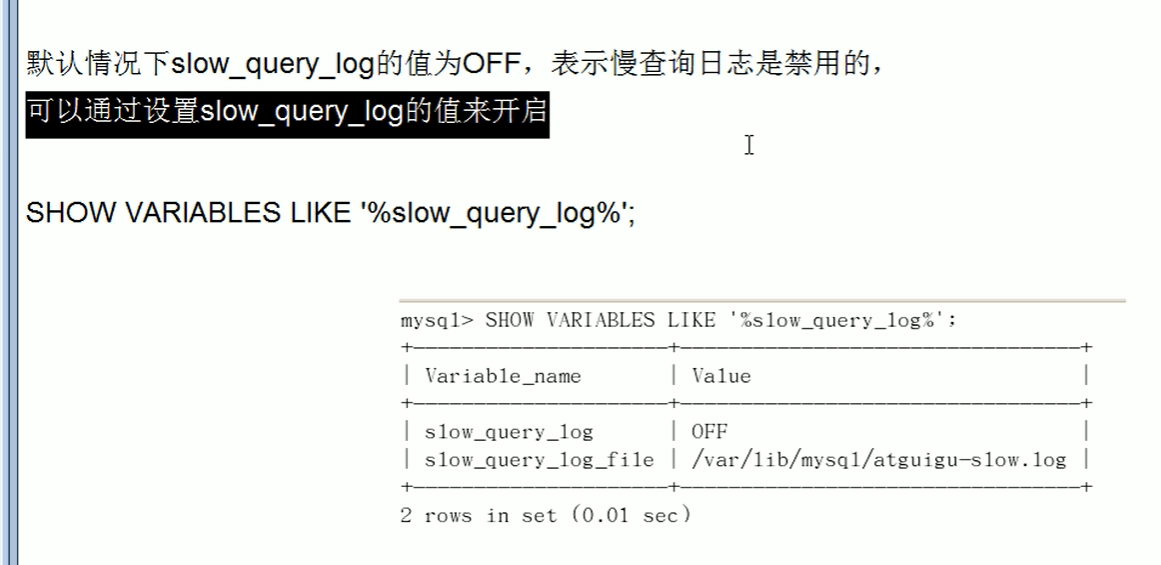 默认情况下slow_query_log的值为OFF，表示慢查询日志是禁用的，
可以通过设置slow_query_log的值来开启
SHOW VARIABLES LIKE '%slow_query_log%';
mysql> SHOW VARIABLES LIKE '%slow_query_log%';
+---------------------+---------------------------------+
| Variable_name       | Value                           |
+---------------------+---------------------------------+
| slow_query_log      | OFF                             |
| slow_query_log_file | /var/lib/mysql/atguigu-slow.log |
+---------------------+---------------------------------+
2 rows in set (0.01 sec)